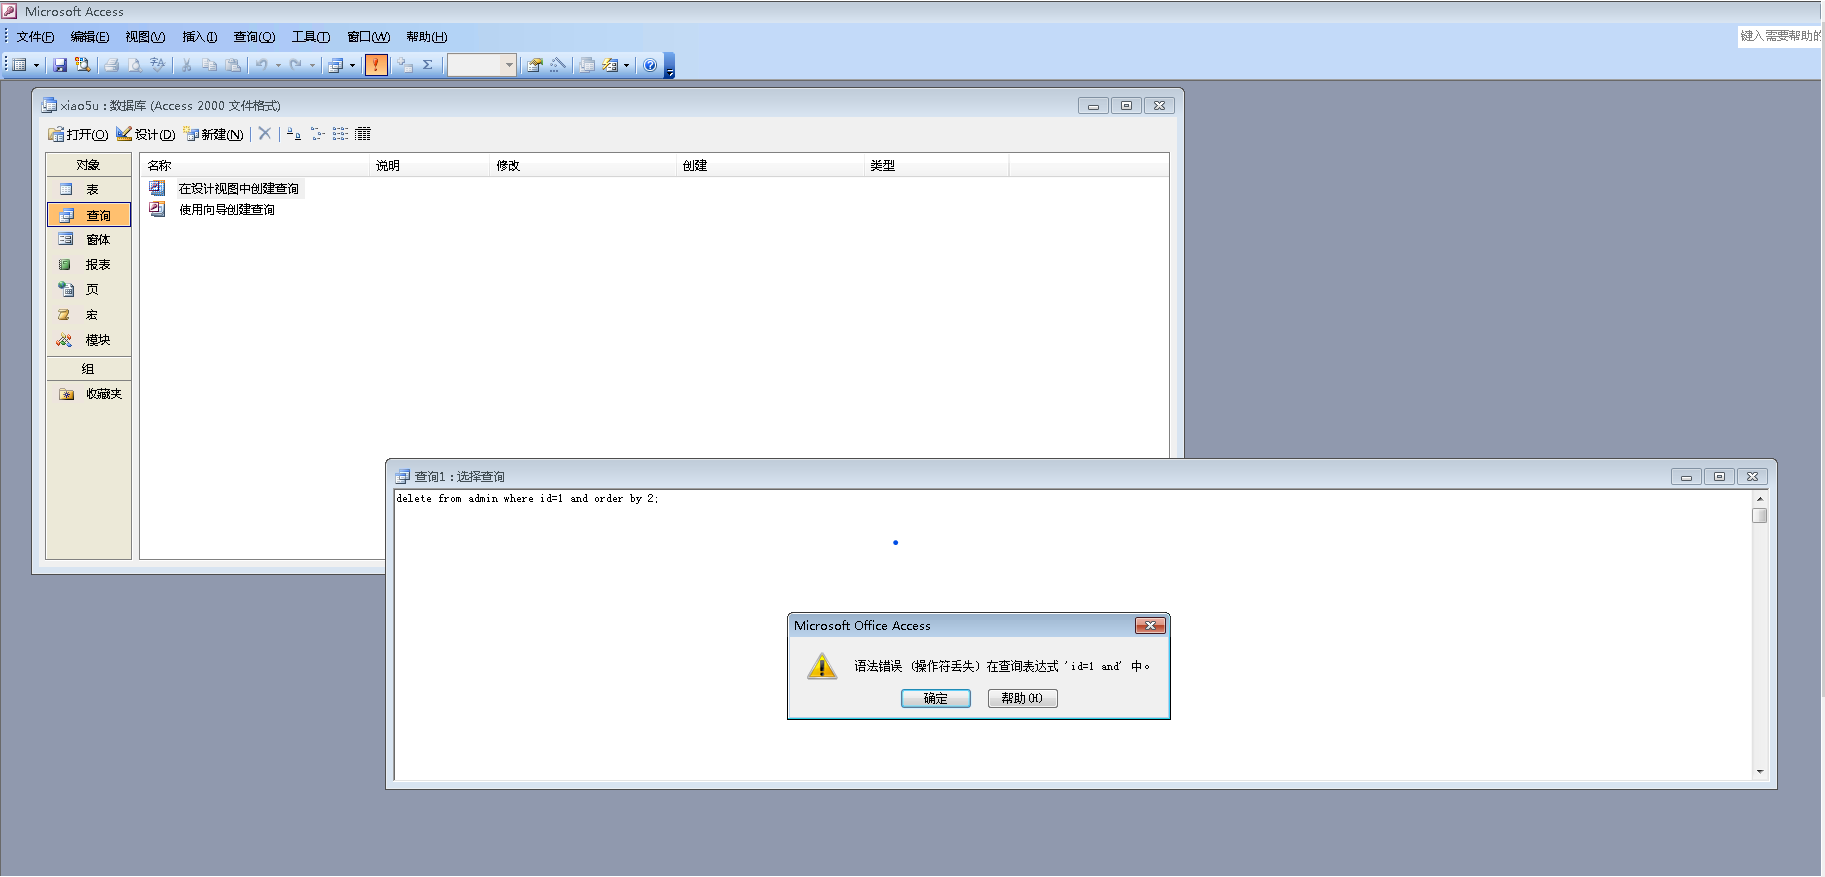 Microsoft Access
文件(F) 编辑(E) 视图(V) 插入(I) 查询(Q) 工具(T) 窗口(W) 帮助(H)
键入需要帮助的
xiao5u : 数据库 (Access 2000 文件格式)
打开(O) 设计(D) 新建(N)
对象
名称 说明 修改 创建 类型
表
在设计视图中创建查询
查询
使用向导创建查询
窗体
报表
页
宏
模块
组
收藏夹
查询1 : 选择查询
delete from admin where id=1 and order by 2;
Microsoft Office Access
语法错误 (操作符丢失) 在查询表达式 'id=1 and' 中。
确定 帮助(H)